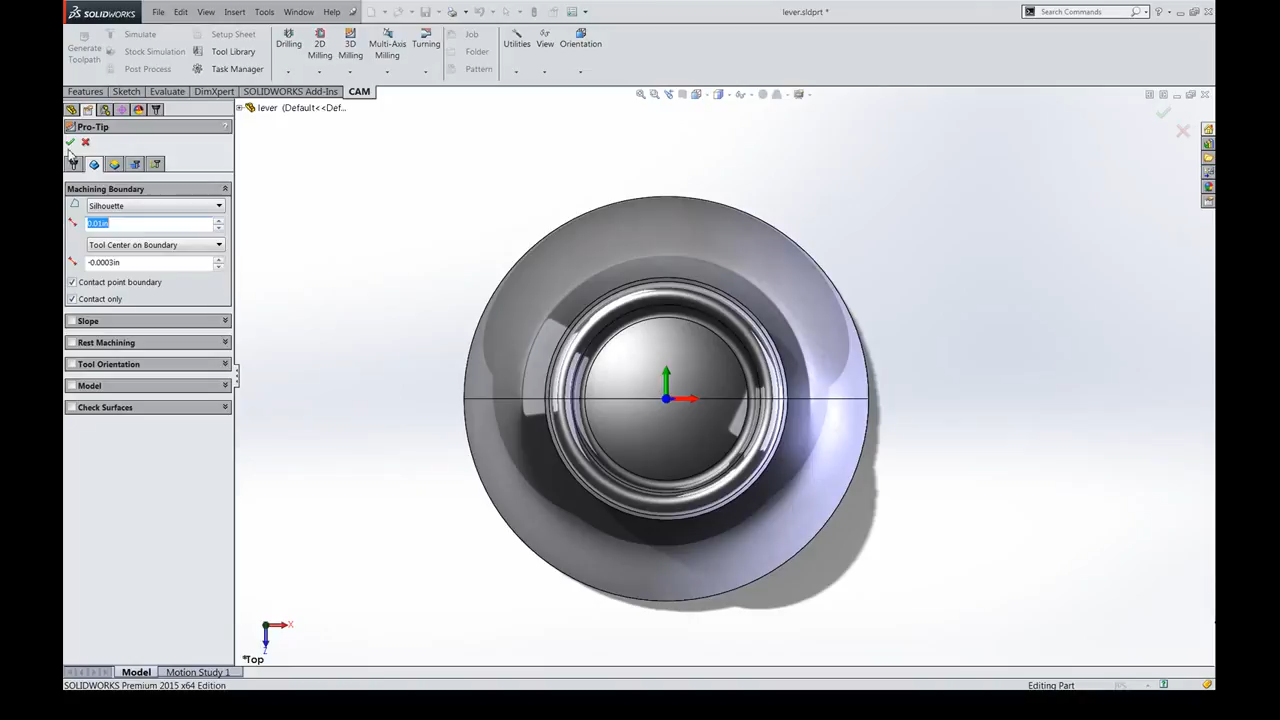 SOLIDWORKS File Edit View Insert Tools Window Help lever.sldprt * Search Commands
Generate Toolpath
Simulate Setup Sheet
Stock Simulation Tool Library
Post Process Task Manager
Drilling 2D Milling 3D Milling Multi-Axis Milling Turning
Job
Folder
Pattern
Utilities View Orientation
Features Sketch Evaluate DimXpert SOLIDWORKS Add-Ins CAM
lever (Default<<Def...
Pro-Tip
Machining Boundary
Silhouette
0.01in
Tool Center on Boundary
-0.0003in
Contact point boundary
Contact only
Slope
Rest Machining
Tool Orientation
Model
Check Surfaces
X
*Top
Model Motion Study 1
SOLIDWORKS Premium 2015 x64 Edition Editing Part